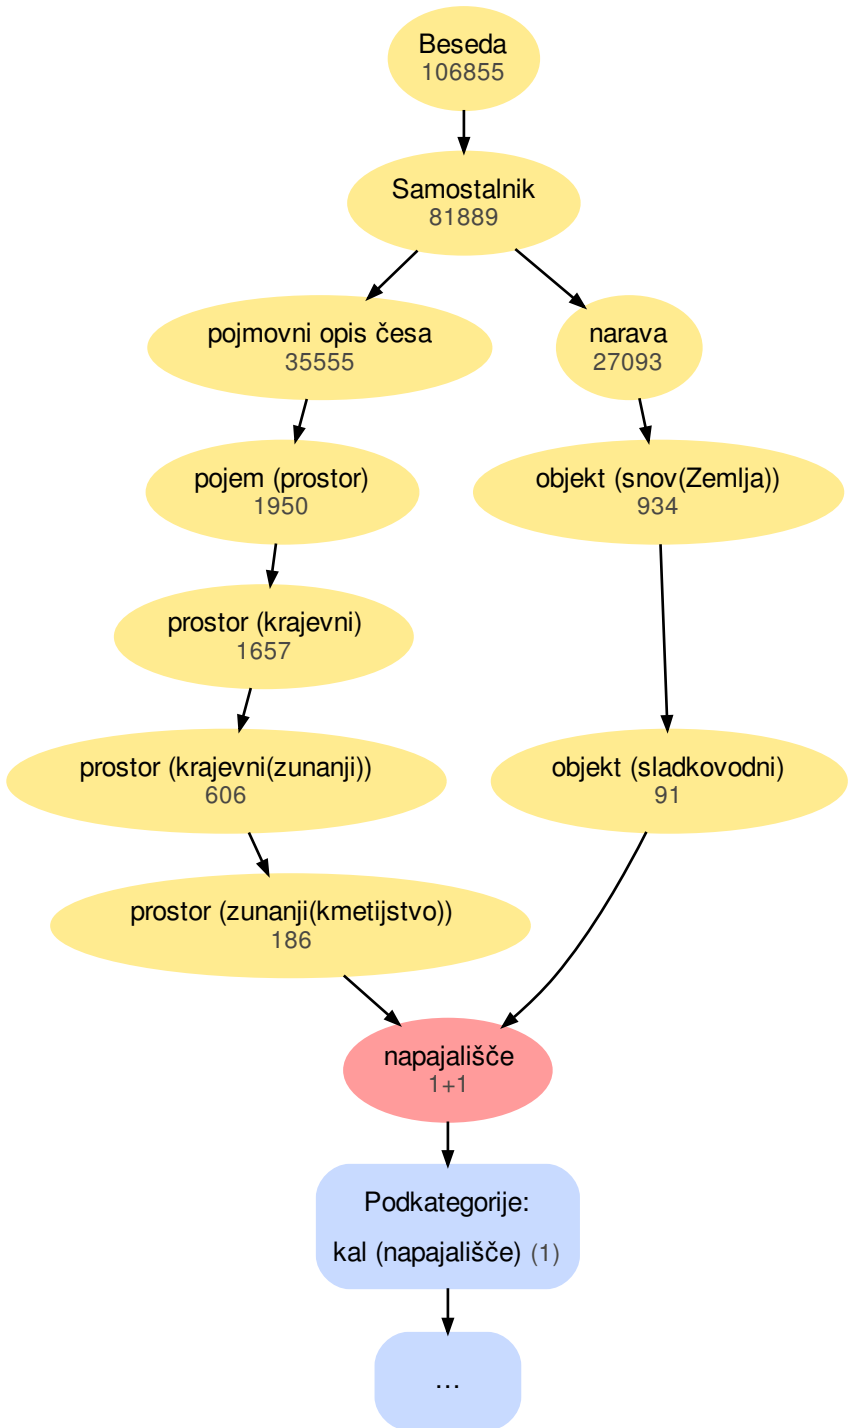 Beseda
106855
Samostalnik
81889
pojmovni opis česa
35555
narava
27093
pojem (prostor)
1950
objekt (snov(Zemlja))
934
prostor (krajevni)
1657
prostor (krajevni(zunanji))
606
objekt (sladkovodni)
91
prostor (zunanji(kmetijstvo))
186
napajališče
1+1
Podkategorije:
kal (napajališče) (1)
...